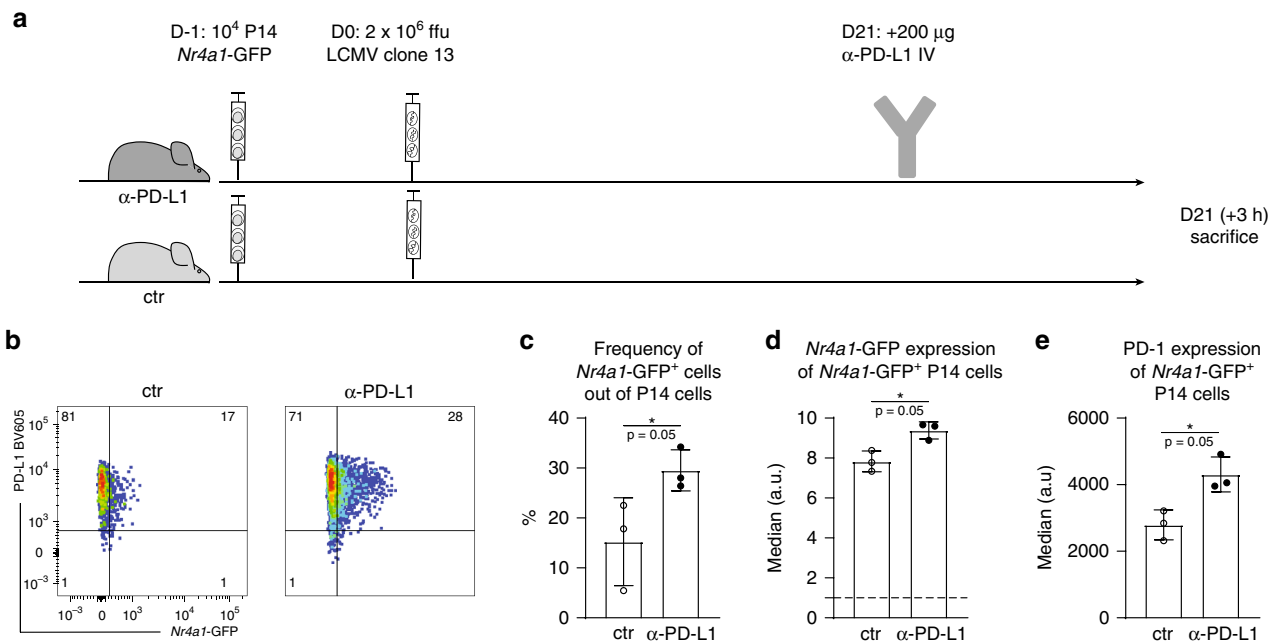 a
D-1: 10⁴ P14
Nr4a1-GFP
D0: 2 x 10⁶ ffu
LCMV clone 13
D21: +200 μg
α-PD-L1 IV
α-PD-L1
ctr
D21 (+3 h)
sacrifice
b
ctr
α-PD-L1
81
17
1
1
71
28
1
PD-L1 BV605
10⁵
10⁴
10³
0
10⁻³
10⁻³
0
10³
10⁴
10⁵
Nr4a1-GFP
c
Frequency of
Nr4a1-GFP⁺ cells
out of P14 cells
*
p = 0.05
%
40
30
20
10
0
ctr
α-PD-L1
d
Nr4a1-GFP expression
of Nr4a1-GFP⁺ P14 cells
*
p = 0.05
Median (a.u.)
10
8
6
4
2
0
ctr
α-PD-L1
e
PD-1 expression
of Nr4a1-GFP⁺
P14 cells
*
p = 0.05
Median (a.u)
6000
4000
2000
0
ctr
α-PD-L1